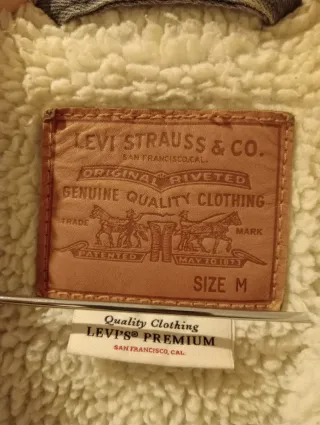 LEVI STRAUSS & CO.
SAN FRANCISCO, CAL.
ORIGINAL RIVETED
GENUINE QUALITY CLOTHING
TRADE MARK
PATENTED MAY 20 1873
SIZE M
Quality Clothing
LEVI'S® PREMIUM
SAN FRANCISCO, CAL.